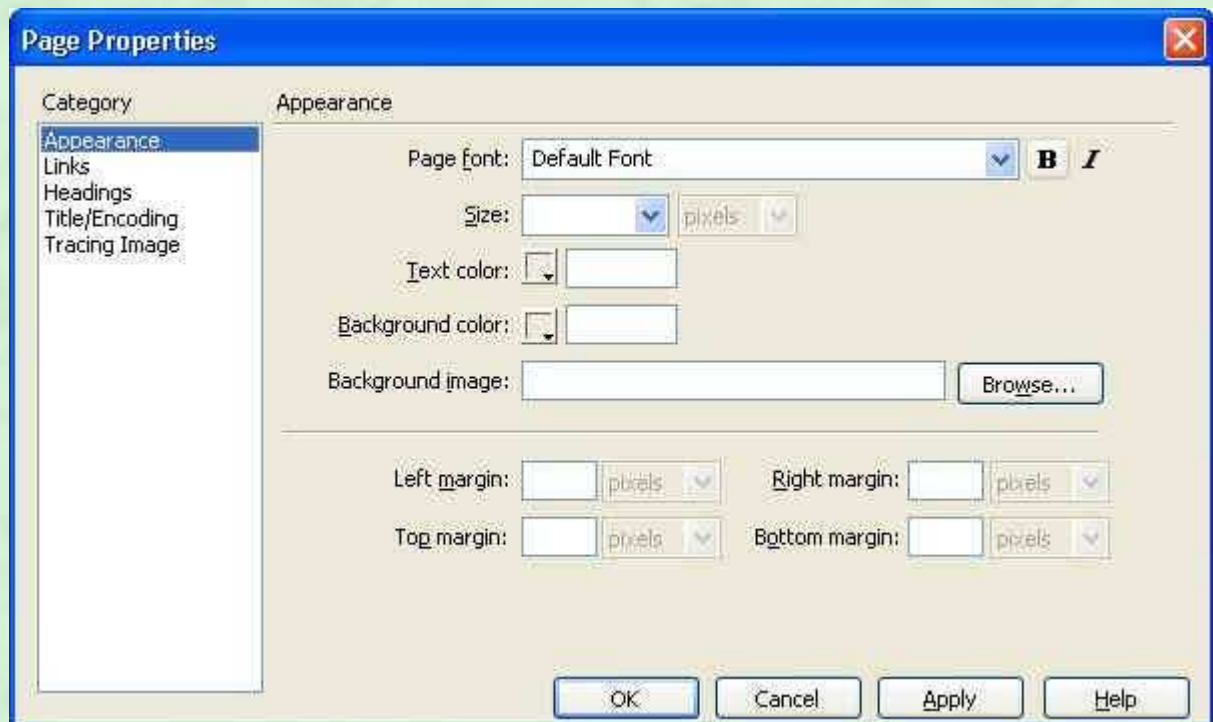 Page Properties
Category
Appearance
Links
Headings
Title/Encoding
Tracing Image
Appearance
Page font: Default Font B I
Size: pixels
Text color:
Background color:
Background image: Browse...
Left margin: pixels Right margin: pixels
Top margin: pixels Bottom margin: pixels
OK Cancel Apply Help